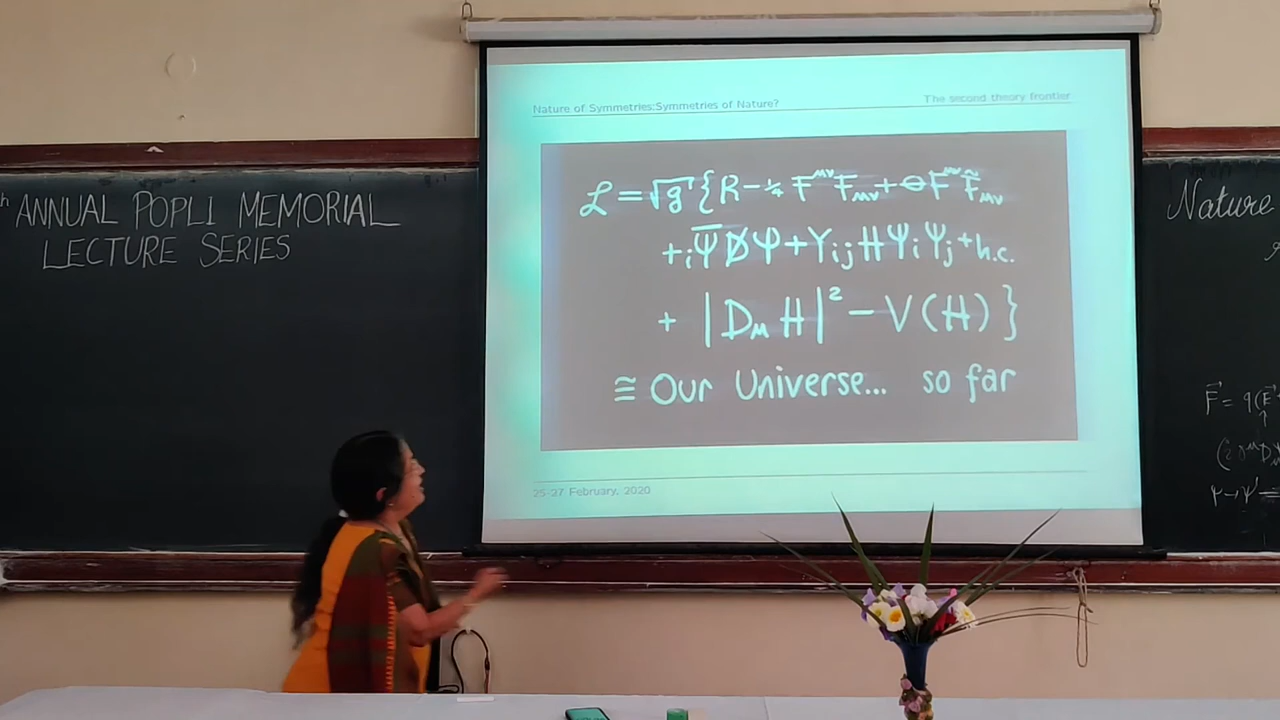 ANNUAL POPLI MEMORIAL
LECTURE SERIES
Nature of Symmetries:Symmetries of Nature?
The second theory frontier
ℒ = √g { R - ¼ F^μν F_μν + θ F^μν F̃_μν
+ i Ψ̄ D̸ Ψ + Y_ij H Ψ_i Ψ_j + h.c.
+ |D_μ H|² - V(H) }
≅ Our Universe... so far
25-27 February, 2020
Nature